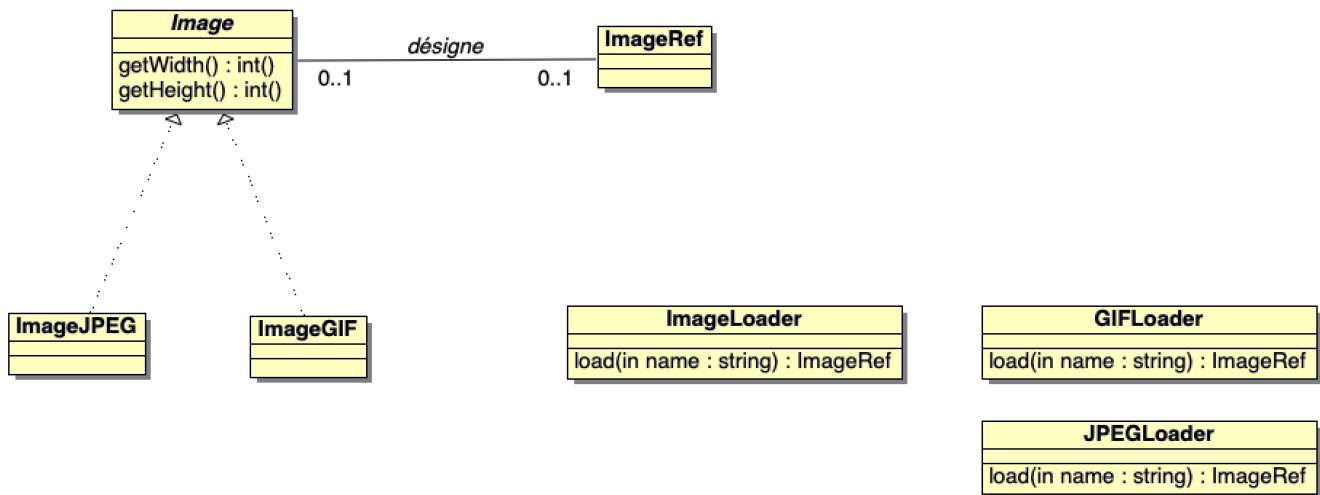 Image
getWidth() : int()
getHeight() : int()
désigne
0..1
0..1
ImageRef
ImageJPEG
ImageGIF
ImageLoader
load(in name : string) : ImageRef
GIFLoader
load(in name : string) : ImageRef
JPEGLoader
load(in name : string) : ImageRef